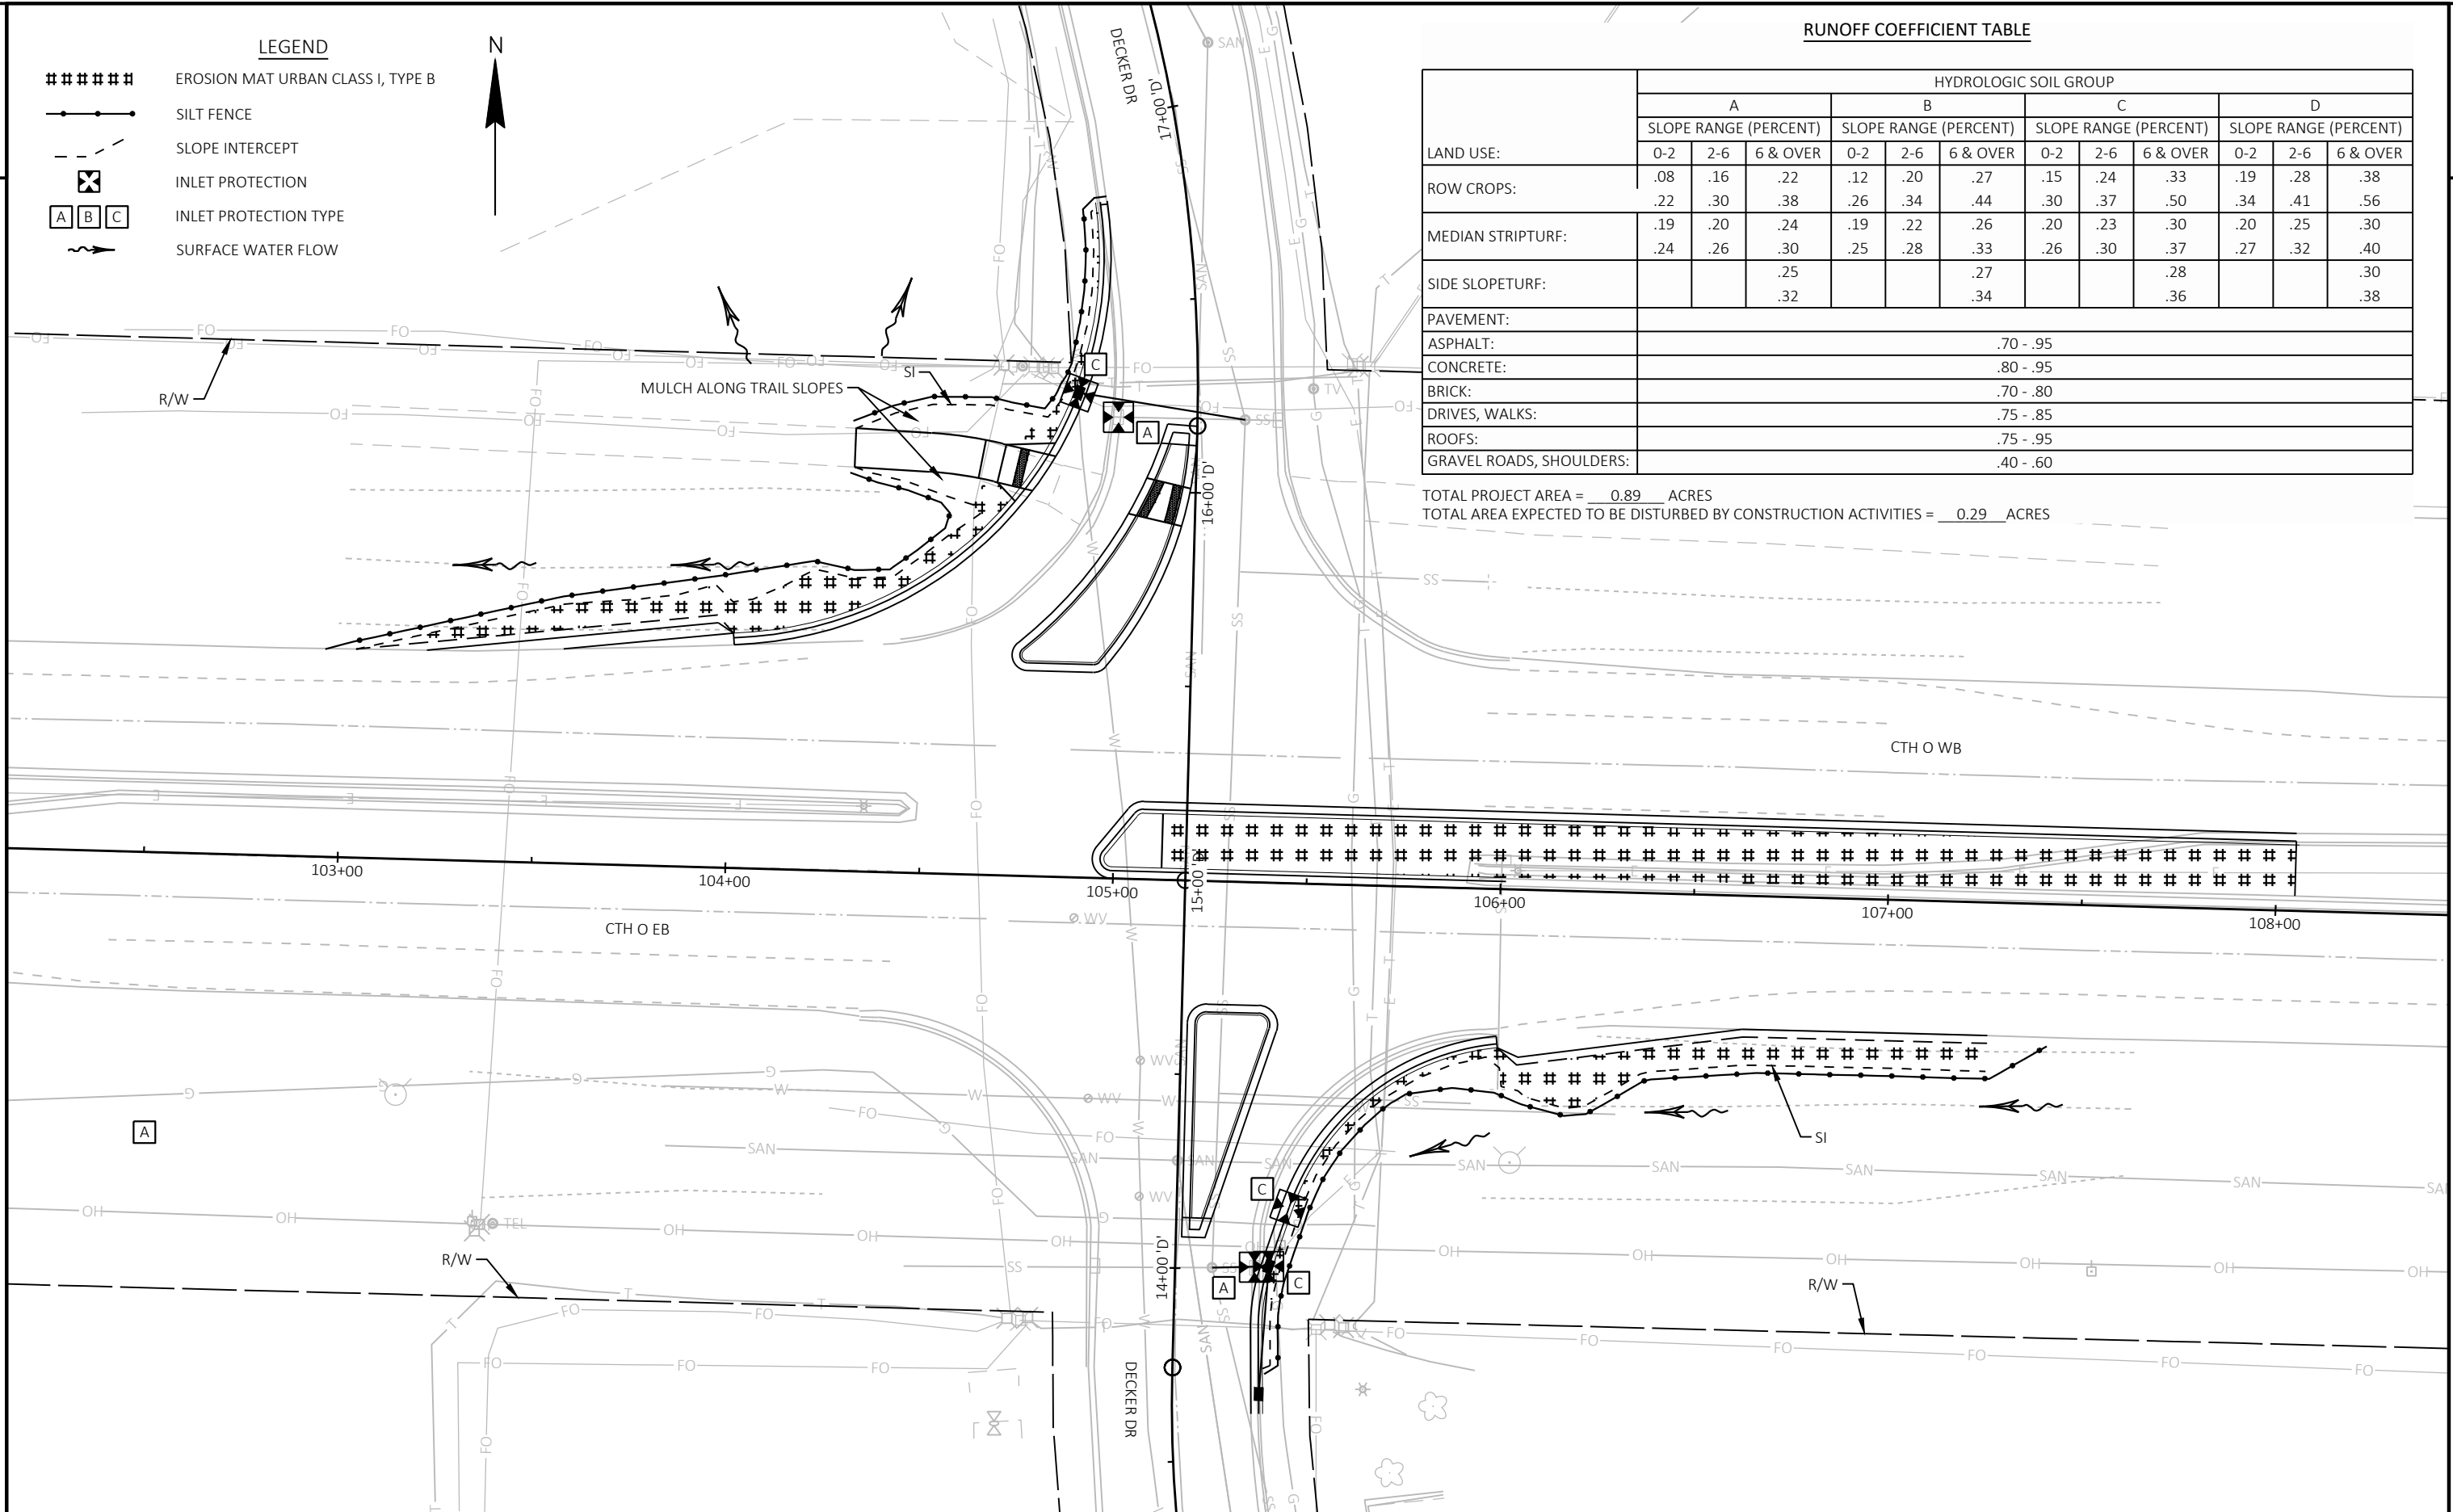 LEGEND
EROSION MAT URBAN CLASS I, TYPE B
SILT FENCE
SLOPE INTERCEPT
INLET PROTECTION
A B C INLET PROTECTION TYPE
SURFACE WATER FLOW
N
RUNOFF COEFFICIENT TABLE
HYDROLOGIC SOIL GROUP
A B C D
SLOPE RANGE (PERCENT) SLOPE RANGE (PERCENT) SLOPE RANGE (PERCENT) SLOPE RANGE (PERCENT)
LAND USE: 0-2 2-6 6 & OVER 0-2 2-6 6 & OVER 0-2 2-6 6 & OVER 0-2 2-6 6 & OVER
ROW CROPS: .08 .16 .22 .12 .20 .27 .15 .24 .33 .19 .28 .38
.22 .30 .38 .26 .34 .44 .30 .37 .50 .34 .41 .56
MEDIAN STRIPTURF: .19 .20 .24 .19 .22 .26 .20 .23 .30 .20 .25 .30
.24 .26 .30 .25 .28 .33 .26 .30 .37 .27 .32 .40
SIDE SLOPETURF: .25 .27 .28 .30
.32 .34 .36 .38
PAVEMENT:
ASPHALT: .70 - .95
CONCRETE: .80 - .95
BRICK: .70 - .80
DRIVES, WALKS: .75 - .85
ROOFS: .75 - .95
GRAVEL ROADS, SHOULDERS: .40 - .60
TOTAL PROJECT AREA = 0.89 ACRES
TOTAL AREA EXPECTED TO BE DISTURBED BY CONSTRUCTION ACTIVITIES = 0.29 ACRES
DECKER DR
17+00 'D'
SAN
R/W
MULCH ALONG TRAIL SLOPES
SI
C
A
TV
16+00 'D'
CTH O WB
103+00
104+00
105+00
15+00 'D'
106+00
107+00
108+00
CTH O EB
WV
WV
WV
WV
A
SI
C
TEL
R/W
14+00 'D'
A
C
R/W
DECKER DR